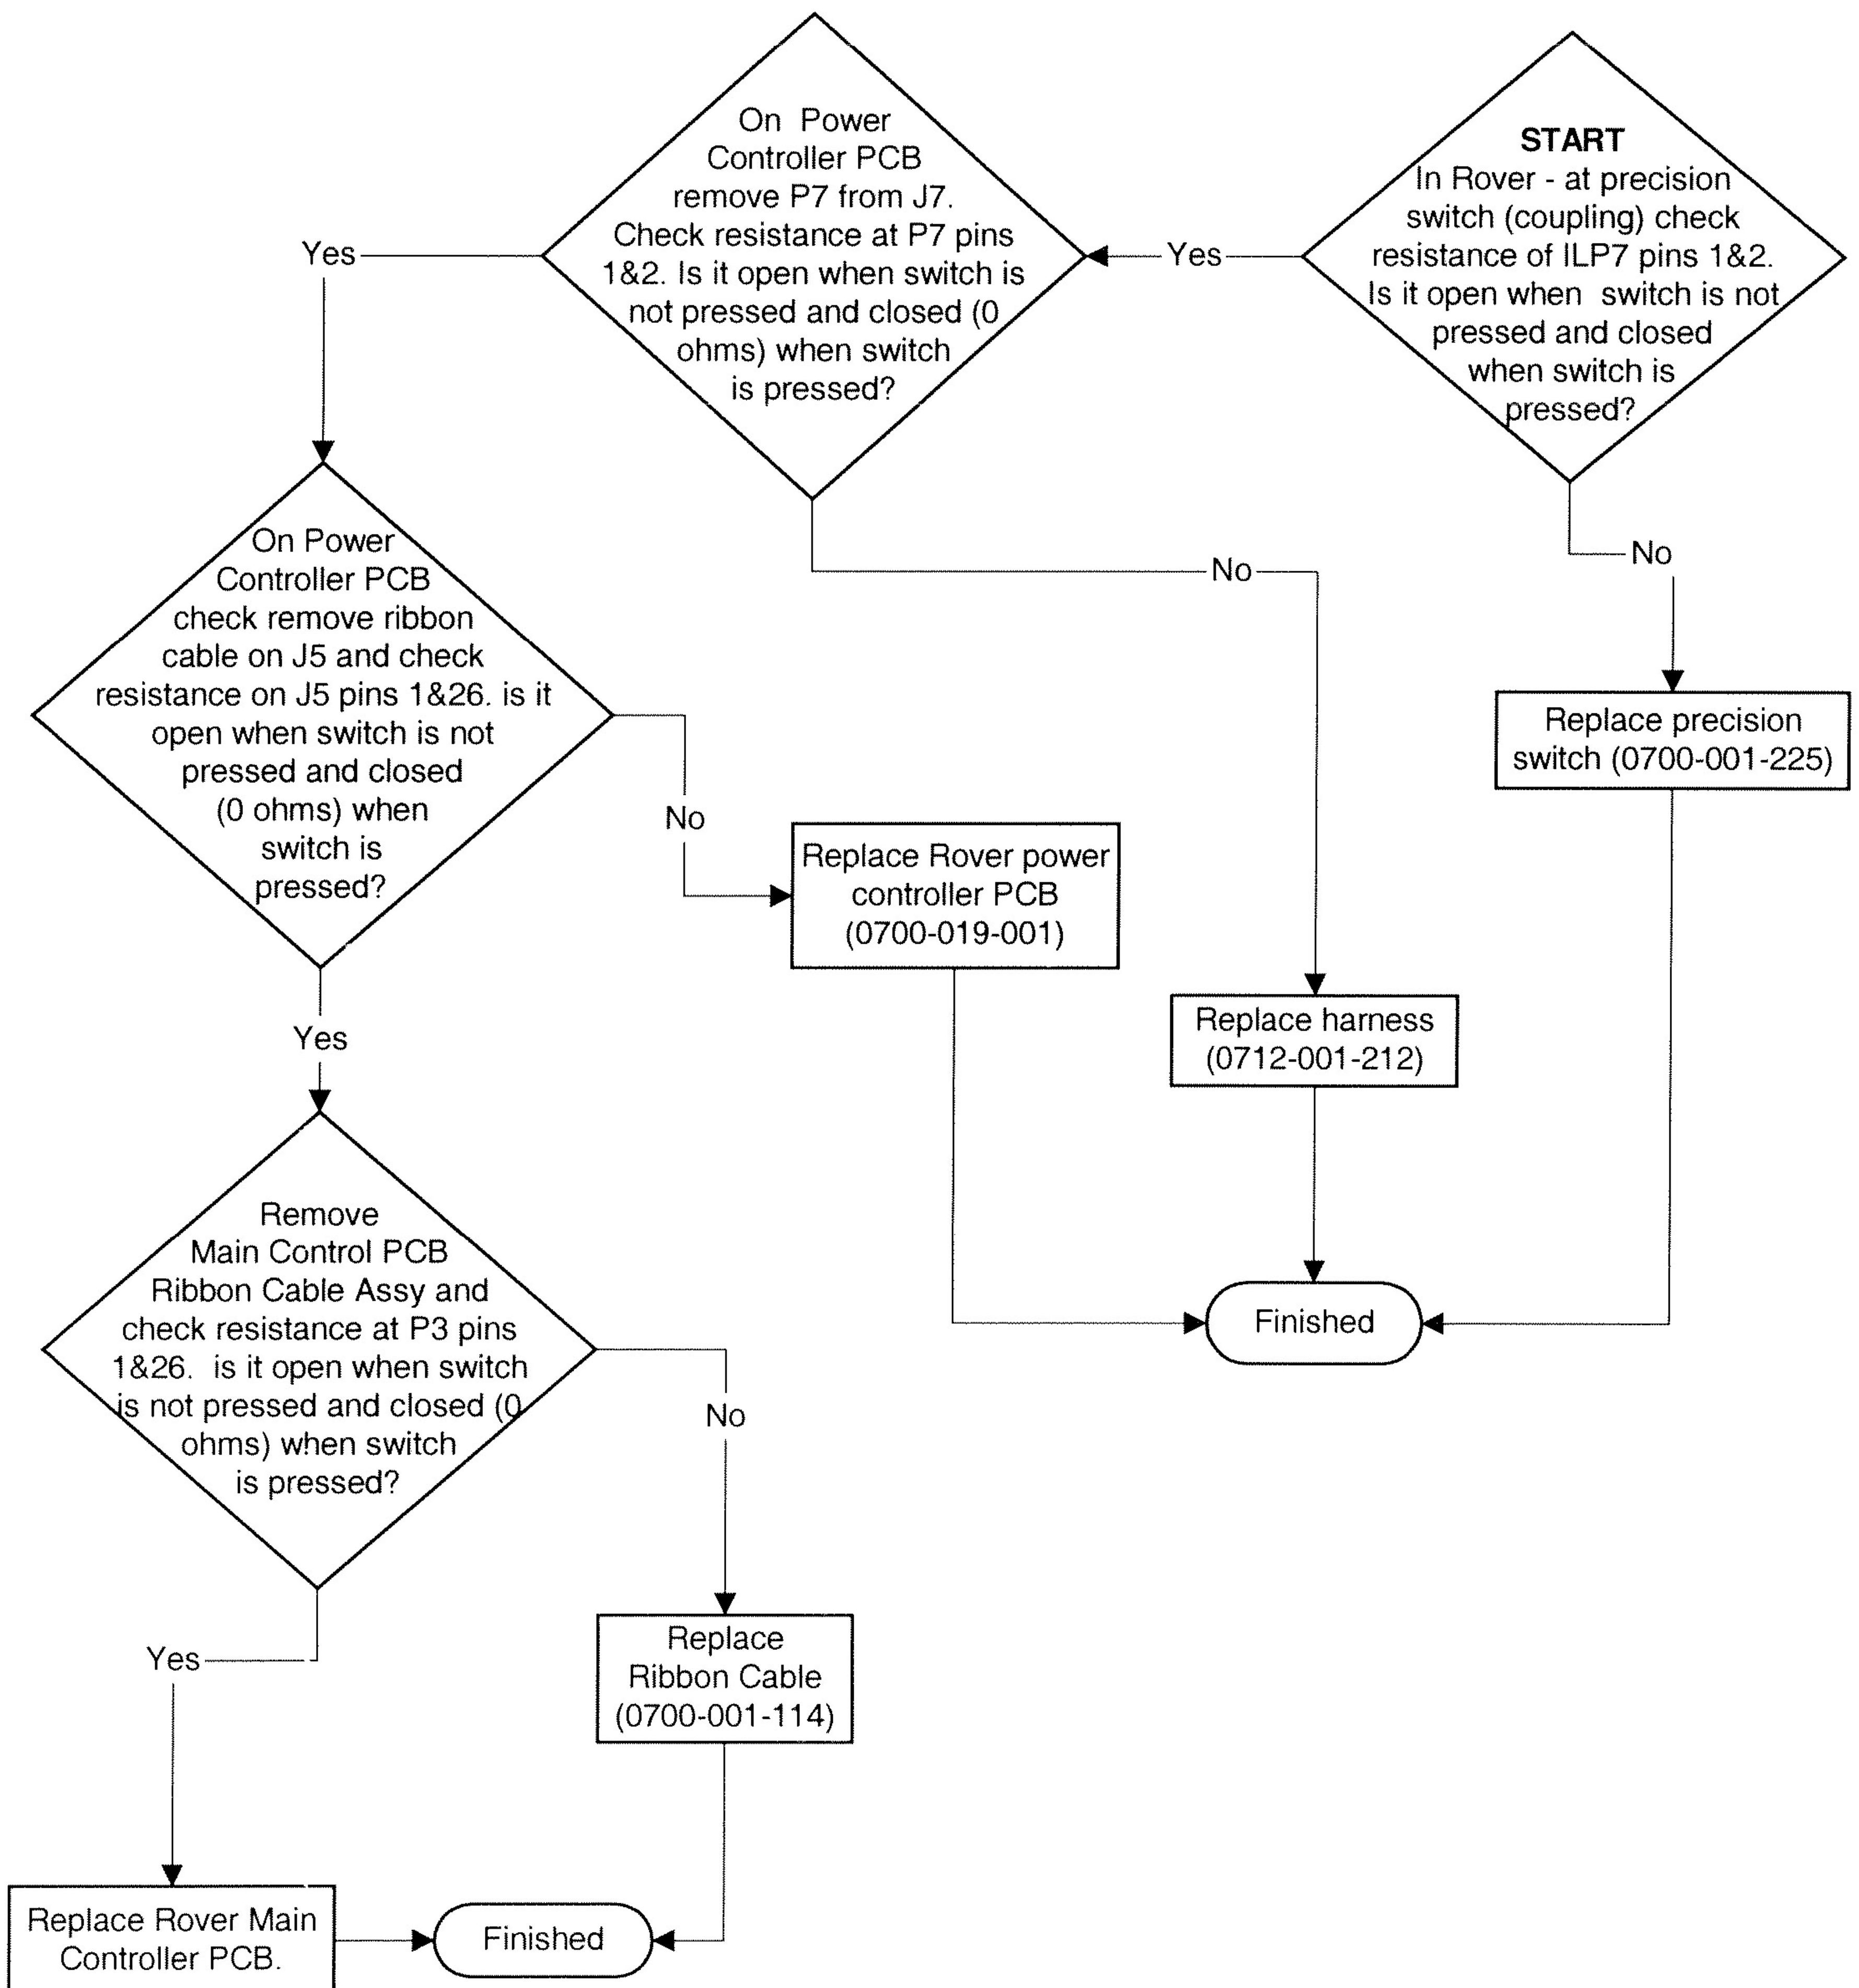 START
In Rover - at precision
switch (coupling) check
resistance of ILP7 pins 1&2.
Is it open when switch is not
pressed and closed
when switch is
pressed?
Yes
No
On Power
Controller PCB
remove P7 from J7.
Check resistance at P7 pins
1&2. Is it open when switch is
not pressed and closed (0
ohms) when switch
is pressed?
Yes
No
Replace precision
switch (0700-001-225)
On Power
Controller PCB
check remove ribbon
cable on J5 and check
resistance on J5 pins 1&26. is it
open when switch is not
pressed and closed
(0 ohms) when
switch is
pressed?
No
Replace Rover power
controller PCB
(0700-019-001)
Replace harness
(0712-001-212)
Yes
Finished
Remove
Main Control PCB
Ribbon Cable Assy and
check resistance at P3 pins
1&26. is it open when switch
is not pressed and closed (0
ohms) when switch
is pressed?
No
Yes
Replace
Ribbon Cable
(0700-001-114)
Replace Rover Main
Controller PCB.
Finished